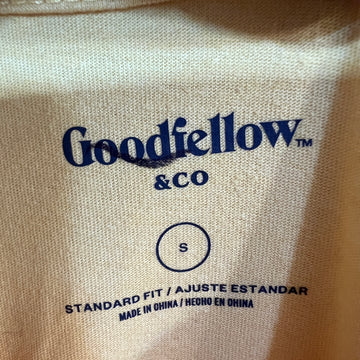 Goodfellow™
& CO
S
STANDARD FIT / AJUSTE ESTANDAR
MADE IN CHINA / HECHO EN CHINA